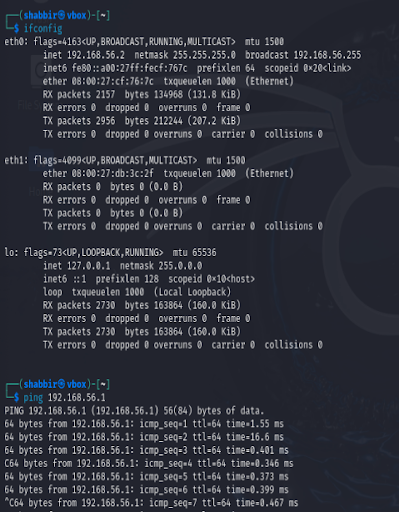 ┌──(shabbir㉿vbox)-[~]
└─$ ifconfig
eth0: flags=4163<UP,BROADCAST,RUNNING,MULTICAST>  mtu 1500
        inet 192.168.56.2  netmask 255.255.255.0  broadcast 192.168.56.255
        inet6 fe80::a00:27ff:fecf:767c  prefixlen 64  scopeid 0×20<link>
        ether 08:00:27:cf:76:7c  txqueuelen 1000  (Ethernet)
        RX packets 2157  bytes 134968 (131.8 KiB)
        RX errors 0  dropped 0  overruns 0  frame 0
        TX packets 2956  bytes 212244 (207.2 KiB)
        TX errors 0  dropped 0 overruns 0  carrier 0  collisions 0
eth1: flags=4099<UP,BROADCAST,MULTICAST>  mtu 1500
        ether 08:00:27:db:3c:2f  txqueuelen 1000  (Ethernet)
        RX packets 0  bytes 0 (0.0 B)
        RX errors 0  dropped 0  overruns 0  frame 0
        TX packets 0  bytes 0 (0.0 B)
        TX errors 0  dropped 0 overruns 0  carrier 0  collisions 0
lo: flags=73<UP,LOOPBACK,RUNNING>  mtu 65536
        inet 127.0.0.1  netmask 255.0.0.0
        inet6 ::1  prefixlen 128  scopeid 0×10<host>
        loop  txqueuelen 1000  (Local Loopback)
        RX packets 2730  bytes 163864 (160.0 KiB)
        RX errors 0  dropped 0  overruns 0  frame 0
        TX packets 2730  bytes 163864 (160.0 KiB)
        TX errors 0  dropped 0 overruns 0  carrier 0  collisions 0
┌──(shabbir㉿vbox)-[~]
└─$ ping 192.168.56.1
PING 192.168.56.1 (192.168.56.1) 56(84) bytes of data.
64 bytes from 192.168.56.1: icmp_seq=1 ttl=64 time=1.55 ms
64 bytes from 192.168.56.1: icmp_seq=2 ttl=64 time=16.6 ms
64 bytes from 192.168.56.1: icmp_seq=3 ttl=64 time=0.401 ms
C64 bytes from 192.168.56.1: icmp_seq=4 ttl=64 time=0.346 ms
64 bytes from 192.168.56.1: icmp_seq=5 ttl=64 time=0.373 ms
64 bytes from 192.168.56.1: icmp_seq=6 ttl=64 time=0.399 ms
^C64 bytes from 192.168.56.1: icmp_seq=7 ttl=64 time=0.467 ms